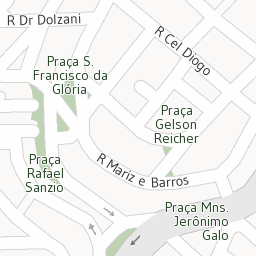 R Dr Dolzani
R Cel Diogo
Praça S.
Francisco da
Glória
Praça
Gelson
Reicher
Praça
Rafael
Sanzio
R Mariz e Barros
Praça Mns.
Jerônimo
Galo